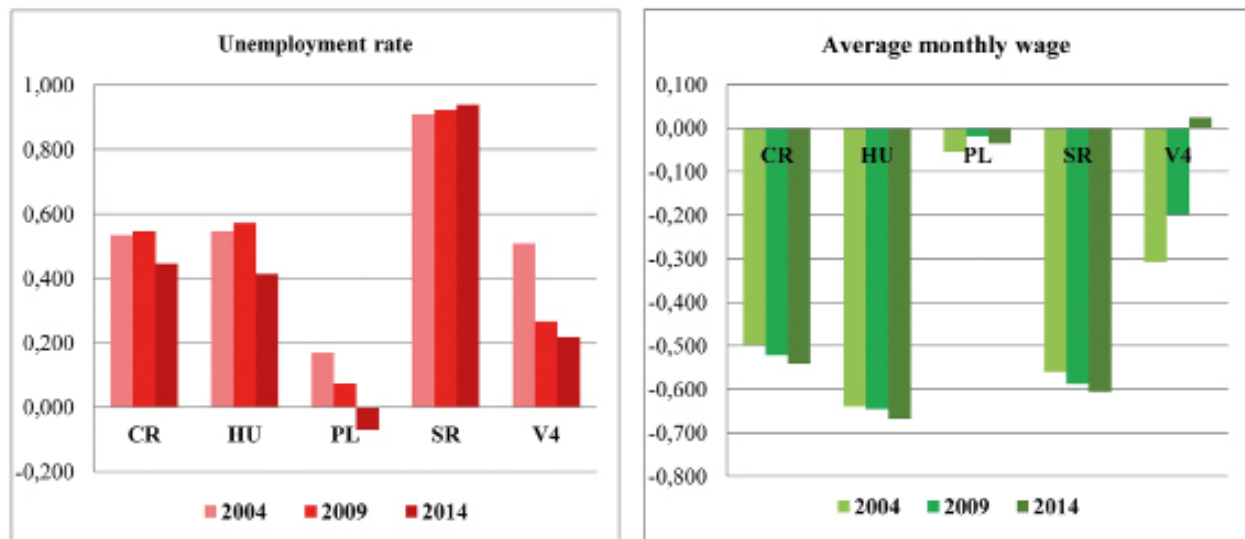 Unemployment rate
1,000
0,800
0,600
0,400
0,200
0,000
-0,200
CR HU PL SR V4
2004 2009 2014
Average monthly wage
0,100
0,000
-0,100
-0,200
-0,300
-0,400
-0,500
-0,600
-0,700
-0,800
CR HU PL SR V4
2004 2009 2014